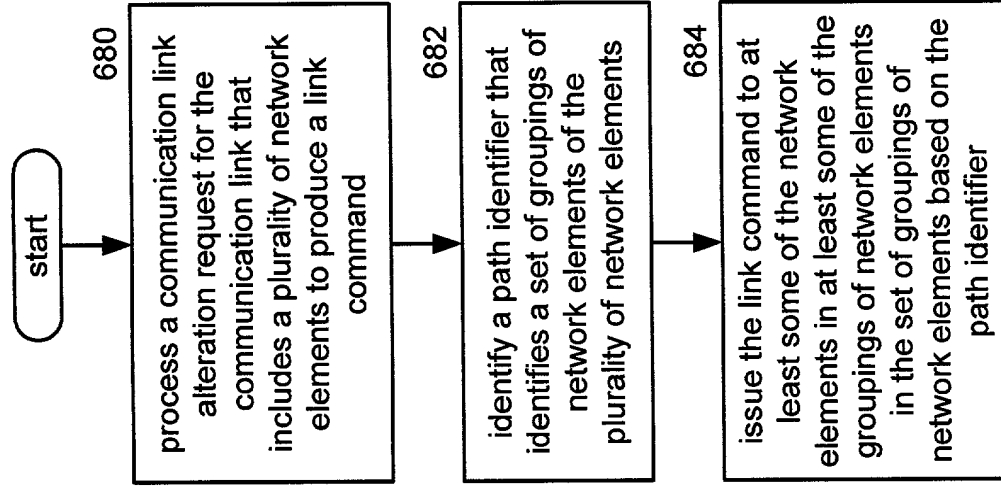 start
680
process a communication link
alteration request for the
communication link that
includes a plurality of network
elements to produce a link
command
682
identify a path identifier that
identifies a set of groupings of
network elements of the
plurality of network elements
684
issue the link command to at
least some of the network
elements in at least some of the
groupings of network elements
in the set of groupings of
network elements based on the
path identifier